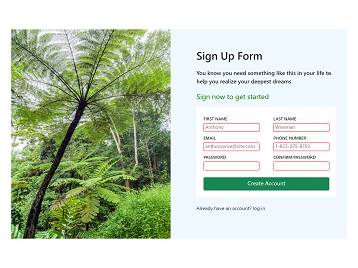 Sign Up Form
You know you need something like this in your life to
help you realize your deepest dreams
Sign now to get started
FIRST NAME
LAST NAME
Anthony
Wiseman
EMAIL
PHONE NUMBER
anthonywise@site.com
1-823-375-8703
PASSWORD
CONFIRM PASSWORD
Create Account
Already have an account? log in